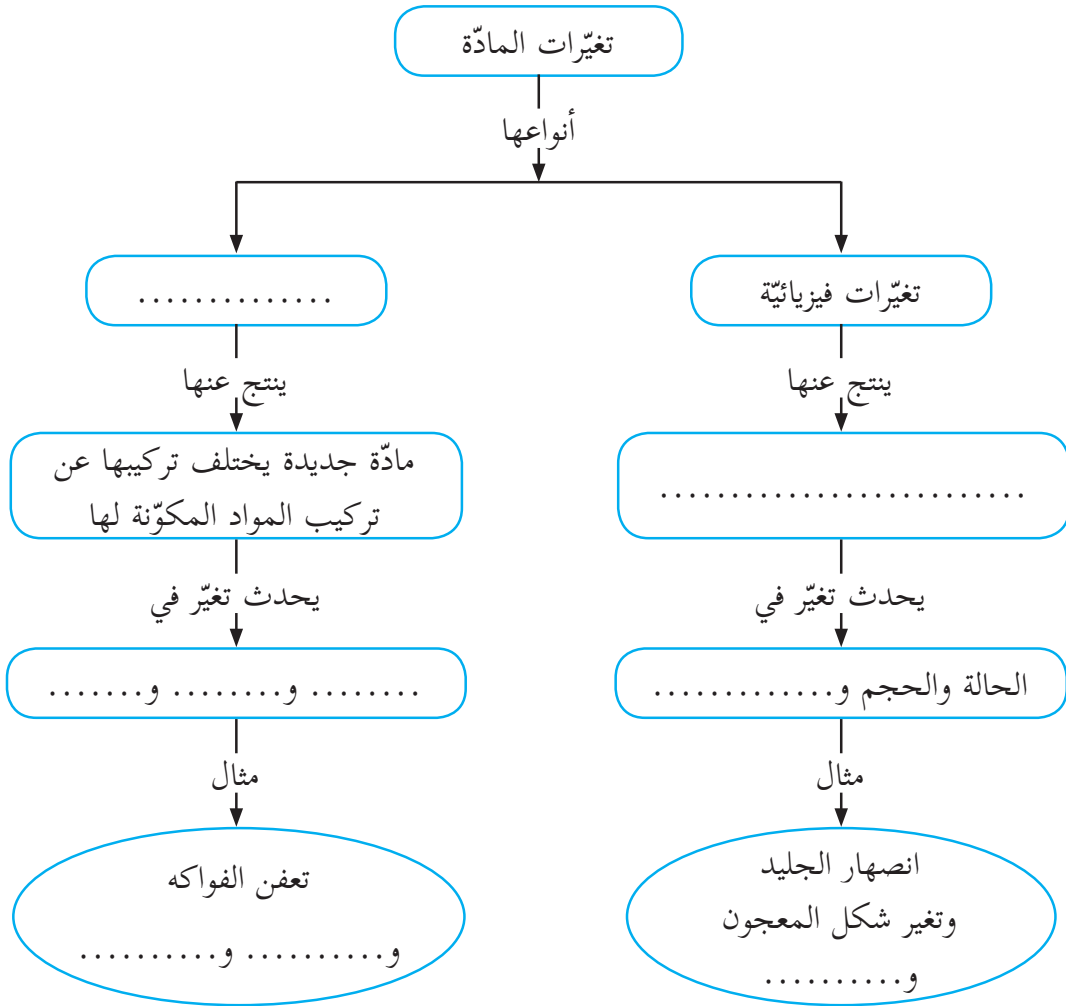 تغيّرات المادّة
أنواعها
تغيّرات فيزيائيّة
..............
ينتج عنها
ينتج عنها
..........................
مادّة جديدة يختلف تركيبها عن
تركيب المواد المكوّنة لها
يحدث تغيّر في
يحدث تغيّر في
الحالة والحجم و.............
........ و........ و.......
مثال
مثال
انصهار الجليد
وتغير شكل المعجون
و..........
تعفن الفواكه
و.......... و..........